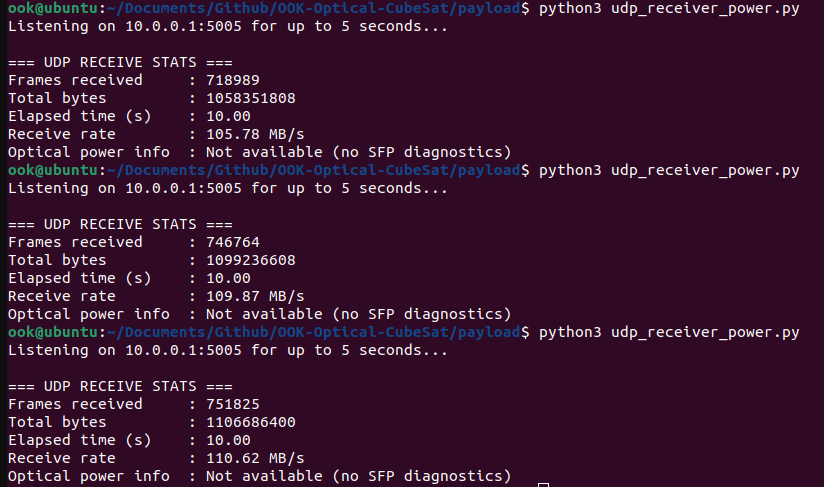 ook@ubuntu:~/Documents/Github/OOK-Optical-CubeSat/payload$ python3 udp_receiver_power.py
Listening on 10.0.0.1:5005 for up to 5 seconds...

=== UDP RECEIVE STATS ===
Frames received     : 718989
Total bytes         : 1058351808
Elapsed time (s)    : 10.00
Receive rate        : 105.78 MB/s
Optical power info  : Not available (no SFP diagnostics)
ook@ubuntu:~/Documents/Github/OOK-Optical-CubeSat/payload$ python3 udp_receiver_power.py
Listening on 10.0.0.1:5005 for up to 5 seconds...

=== UDP RECEIVE STATS ===
Frames received     : 746764
Total bytes         : 1099236608
Elapsed time (s)    : 10.00
Receive rate        : 109.87 MB/s
Optical power info  : Not available (no SFP diagnostics)
ook@ubuntu:~/Documents/Github/OOK-Optical-CubeSat/payload$ python3 udp_receiver_power.py
Listening on 10.0.0.1:5005 for up to 5 seconds...

=== UDP RECEIVE STATS ===
Frames received     : 751825
Total bytes         : 1106686400
Elapsed time (s)    : 10.00
Receive rate        : 110.62 MB/s
Optical power info  : Not available (no SFP diagnostics)